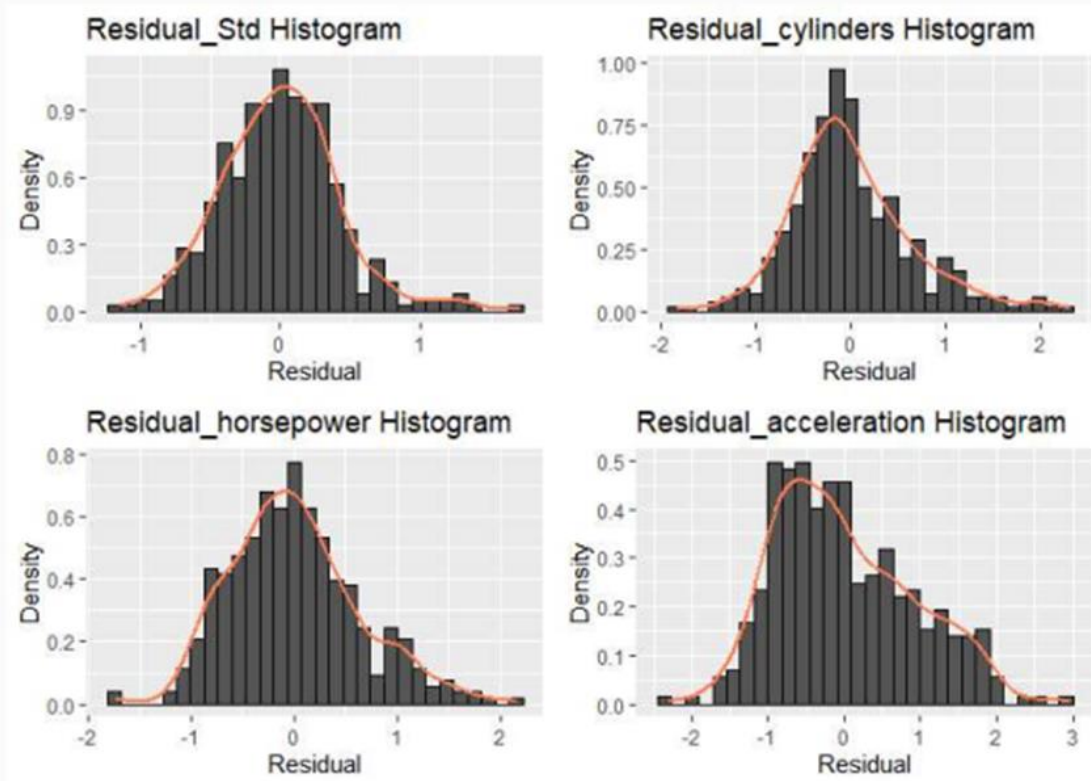 Residual_Std Histogram
Density
0.9
0.6
0.3
0.0
-1 0 1
Residual
Residual_cylinders Histogram
Density
1.00
0.75
0.50
0.25
0.00
-2 -1 0 1 2
Residual
Residual_horsepower Histogram
Density
0.8
0.6
0.4
0.2
0.0
-2 -1 0 1 2
Residual
Residual_acceleration Histogram
Density
0.5
0.4
0.3
0.2
0.1
0.0
-2 -1 0 1 2 3
Residual